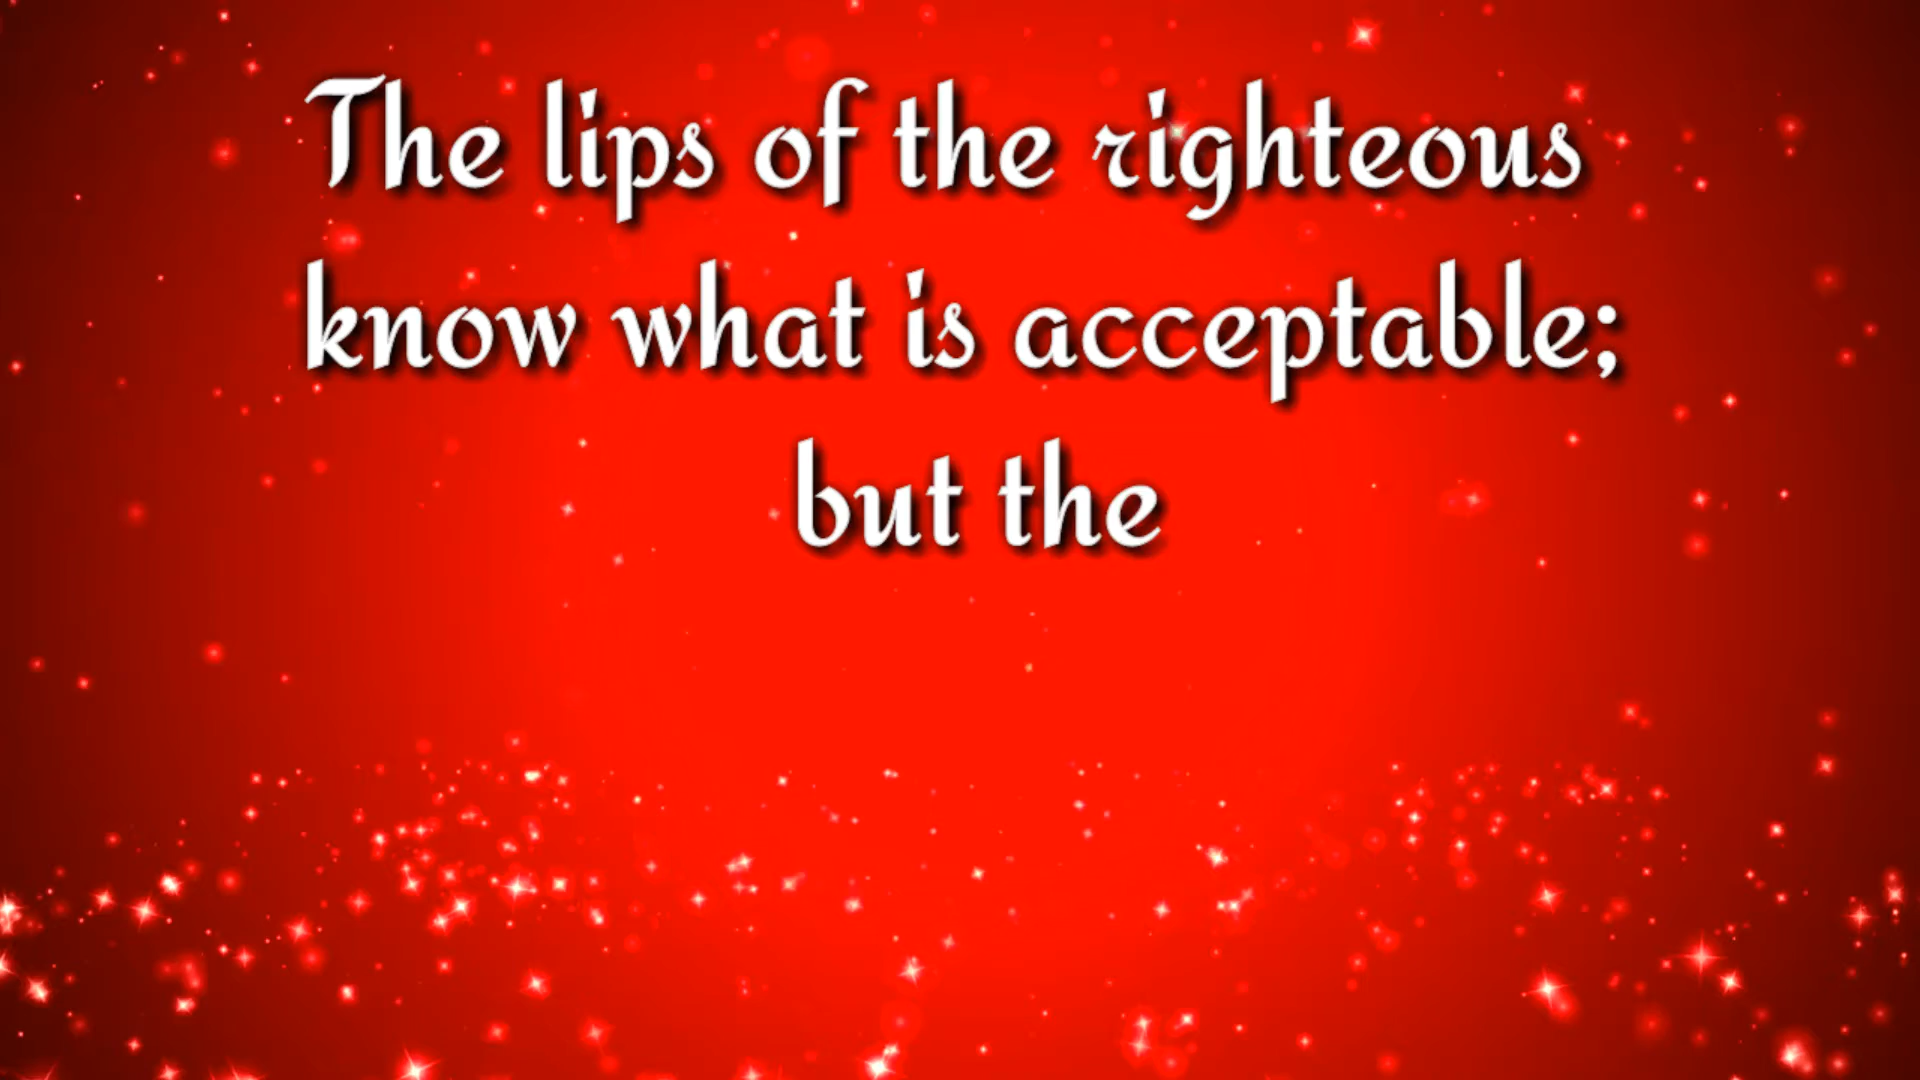 The lips of the righteous
know what is acceptable;
but the